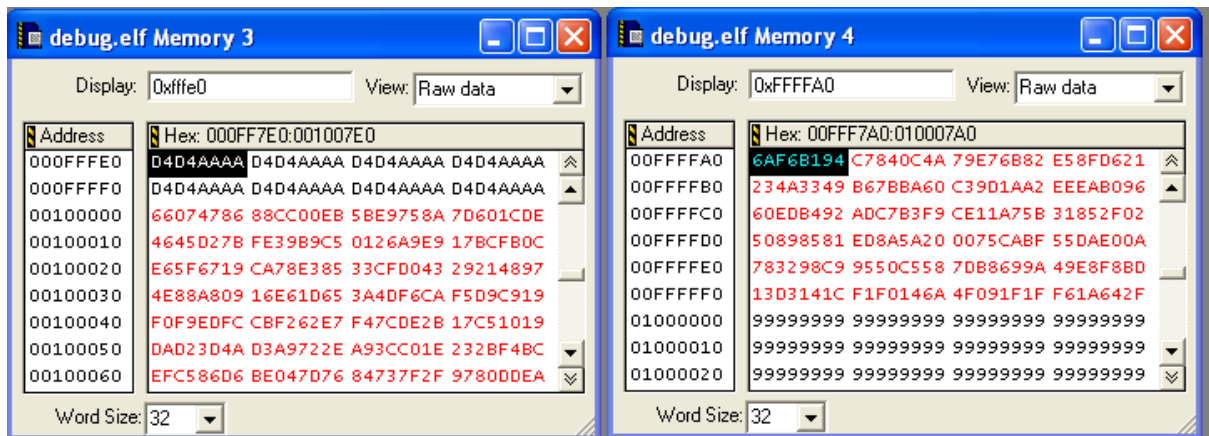 debug.elf Memory 3
Display: 0xfffe0 View: Raw data
Address Hex: 000FF7E0:001007E0
000FFFE0 D4D4AAAA D4D4AAAA D4D4AAAA D4D4AAAA
000FFFF0 D4D4AAAA D4D4AAAA D4D4AAAA D4D4AAAA
00100000 66074786 88CC00EB 5BE9758A 7D601CDE
00100010 4645D27B FE39B9C5 0126A9E9 17BCFB0C
00100020 E65F6719 CA78E385 33CFD043 29214897
00100030 4E88A809 16E61D65 3A4DF6CA F5D9C919
00100040 F0F9EDFC CBF262E7 F47CDE2B 17C51019
00100050 DAD23D4A D3A9722E A93CC01E 232BF4BC
00100060 EFC586D6 BE047D76 84737F2F 9780DDEA
Word Size: 32
debug.elf Memory 4
Display: 0xFFFFA0 View: Raw data
Address Hex: 00FFF7A0:010007A0
00FFFFA0 6AF6B194 C7840C4A 79E76B82 E58FD621
00FFFFB0 234A3349 B67BBA60 C39D1AA2 EEEAB096
00FFFFC0 60EDB492 ADC7B3F9 CE11A75B 31852F02
00FFFFD0 50898581 ED8A5A20 0075CABF 55DAE00A
00FFFFE0 783298C9 9550C558 7DB8699A 49E8F8BD
00FFFFF0 13D3141C F1F0146A 4F091F1F F61A642F
01000000 99999999 99999999 99999999 99999999
01000010 99999999 99999999 99999999 99999999
01000020 99999999 99999999 99999999 99999999
Word Size: 32